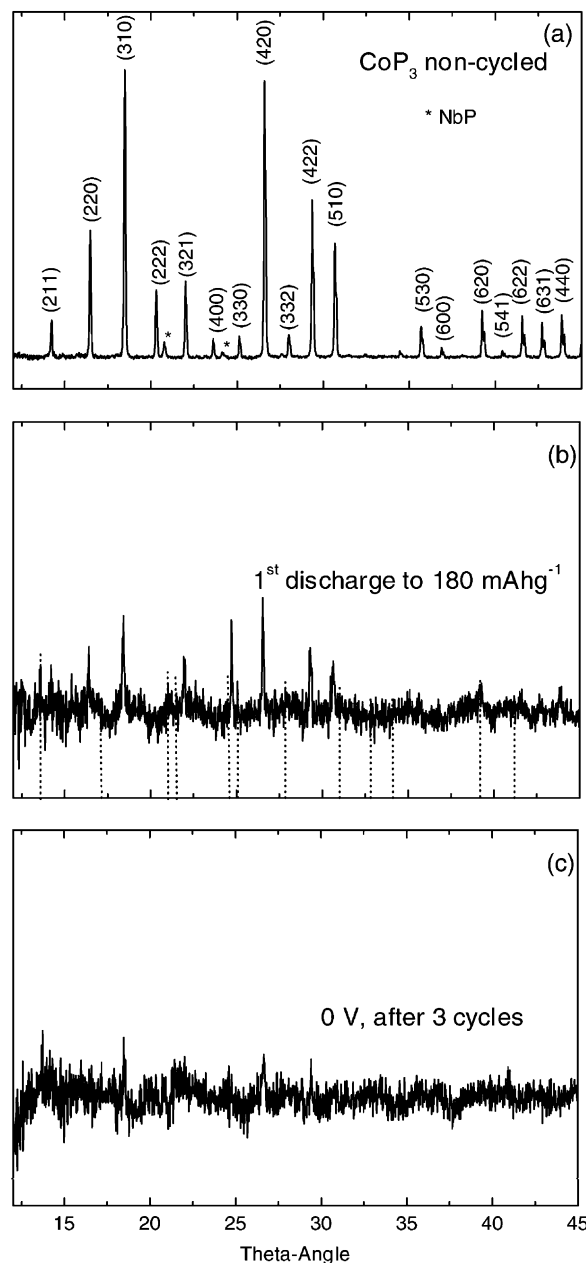 (a)
CoP₃ non-cycled
* NbP
(211)
(220)
(310)
(222)
*
(321)
(400)
*
(330)
(420)
(332)
(422)
(510)
(530)
(600)
(620)
(541)
(622)
(631)
(440)
(b)
1ˢᵗ discharge to 180 mAhg⁻¹
(c)
0 V, after 3 cycles
15 20 25 30 35 40 45
Theta-Angle